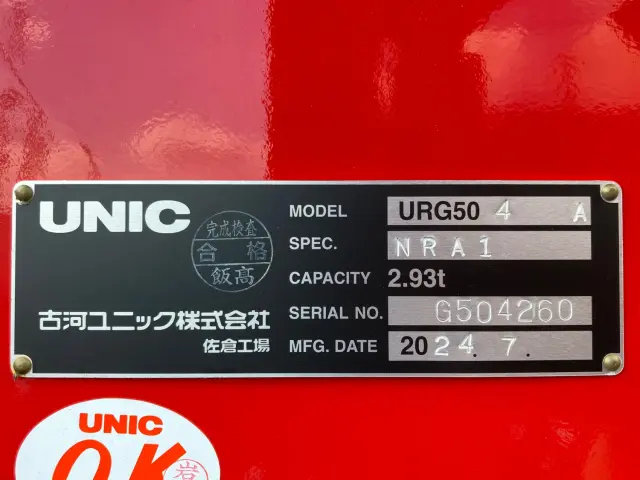 UNIC
完成検査
合格
飯高
古河ユニック株式会社
佐倉工場
MODEL URG50 4 A
SPEC. NRA1
CAPACITY 2.93t
SERIAL NO. G504260
MFG. DATE 2024.7.
UNIC
OK
岩